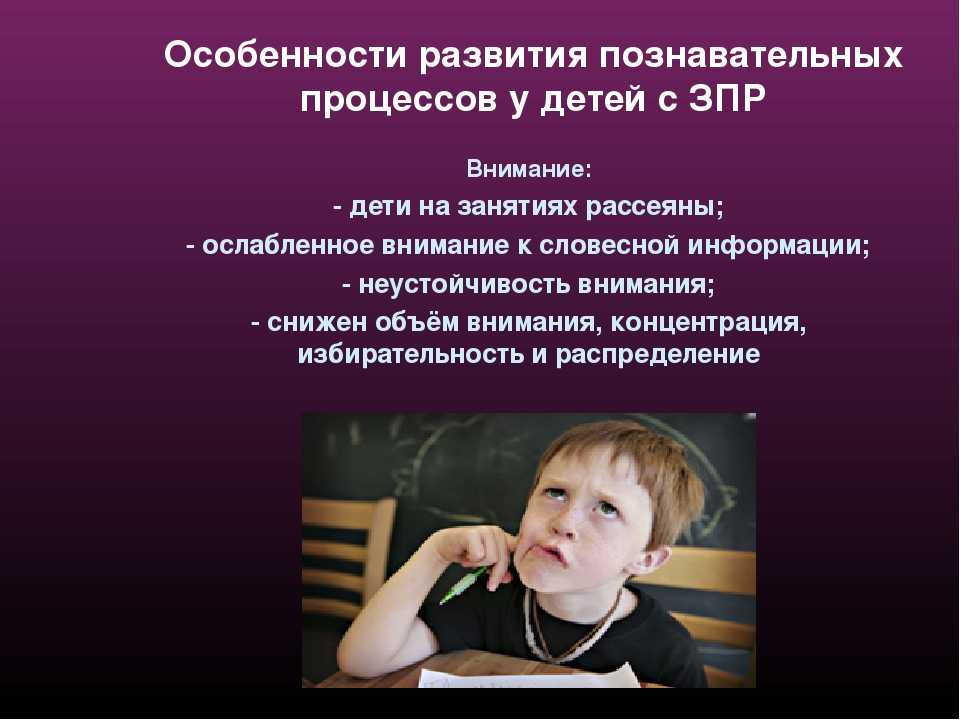 Особенности развития познавательных
процессов у детей с ЗПР
Внимание:
- дети на занятиях рассеяны;
- ослабленное внимание к словесной информации;
- неустойчивость внимания;
- снижен объём внимания, концентрация,
избирательность и распределение